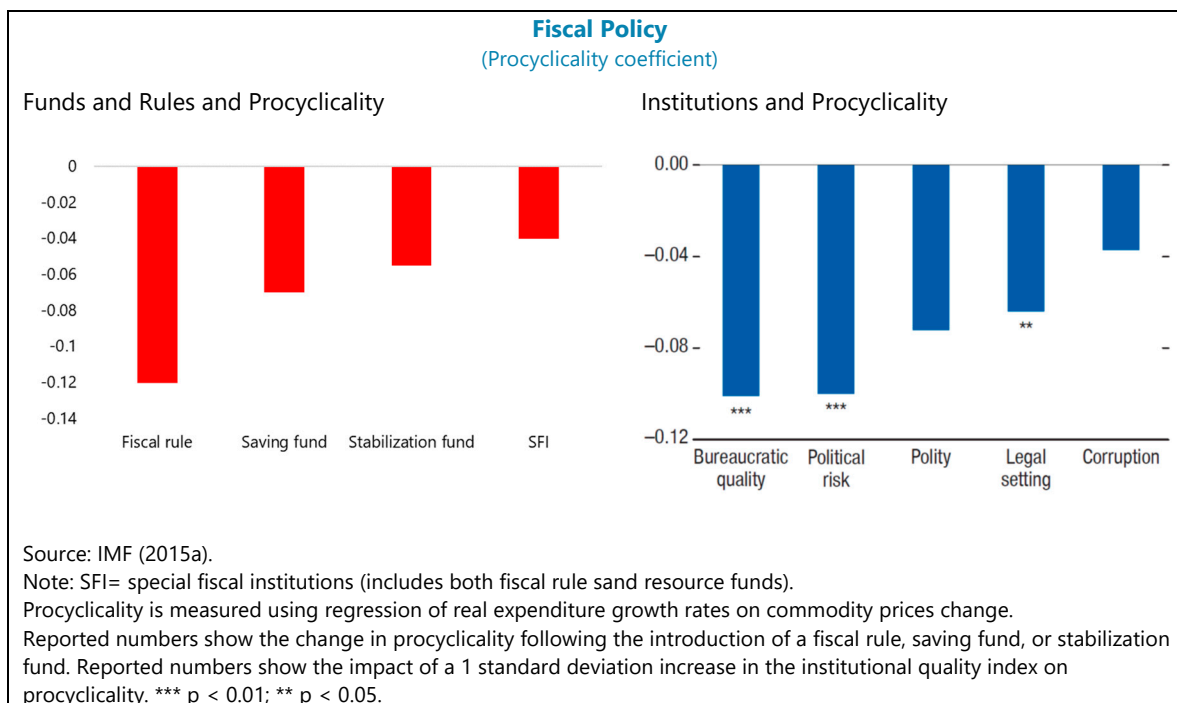 Fiscal Policy
(Procyclicality coefficient)
Funds and Rules and Procyclicality
0
-0.02
-0.04
-0.06
-0.08
-0.1
-0.12
-0.14
Fiscal rule
Saving fund
Stabilization fund
SFI
Institutions and Procyclicality
0.00
–0.04
–0.08
–0.12
***
***
**
Bureaucratic
quality
Political
risk
Polity
Legal
setting
Corruption
Source: IMF (2015a).
Note: SFI= special fiscal institutions (includes both fiscal rule sand resource funds).
Procyclicality is measured using regression of real expenditure growth rates on commodity prices change.
Reported numbers show the change in procyclicality following the introduction of a fiscal rule, saving fund, or stabilization
fund. Reported numbers show the impact of a 1 standard deviation increase in the institutional quality index on
procyclicality. *** p < 0.01; ** p < 0.05.